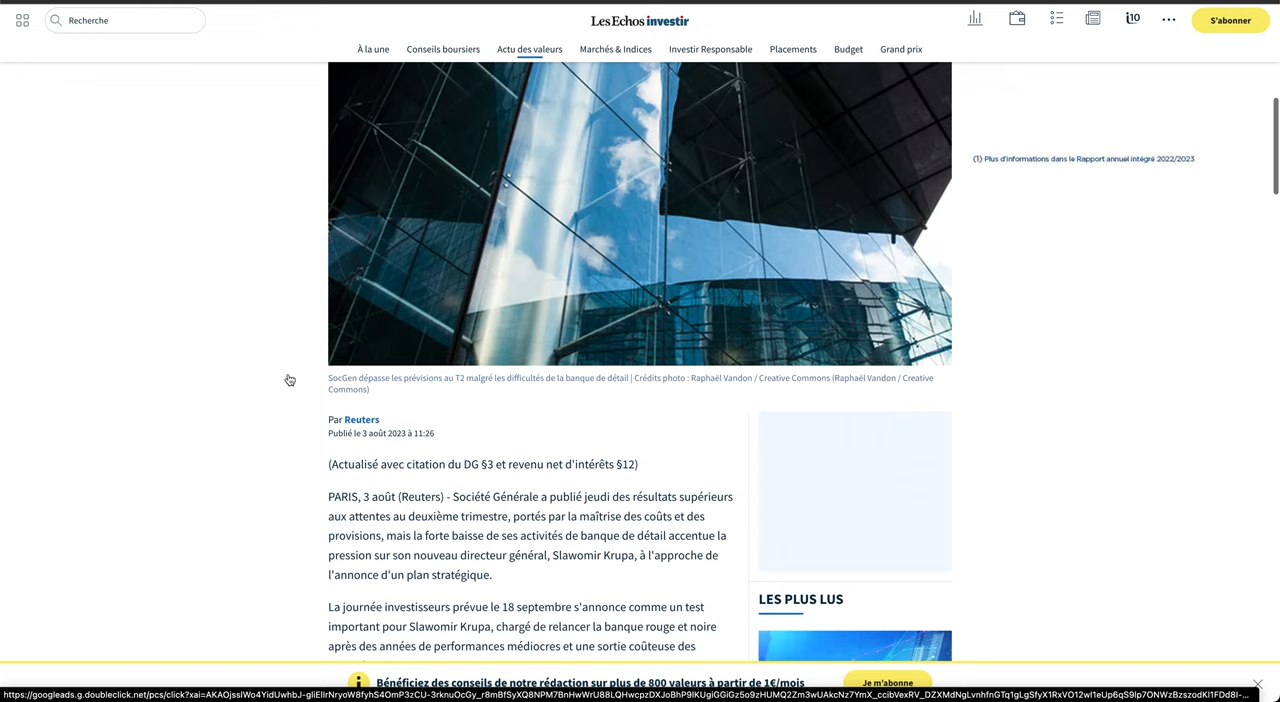 Recherche
Les Echos investir
i10
S'abonner
À la une
Conseils boursiers
Actu des valeurs
Marchés & Indices
Investir Responsable
Placements
Budget
Grand prix
(1) Plus d'informations dans le Rapport annuel intégré 2022/2023
SocGen dépasse les prévisions au T2 malgré les difficultés de la banque de détail | Crédits photo : Raphaël Vandon / Creative Commons (Raphaël Vandon / Creative
Commons)
Par Reuters
Publié le 3 août 2023 à 11:26
(Actualisé avec citation du DG §3 et revenu net d'intérêts §12)
PARIS, 3 août (Reuters) - Société Générale a publié jeudi des résultats supérieurs
aux attentes au deuxième trimestre, portés par la maîtrise des coûts et des
provisions, mais la forte baisse de ses activités de banque de détail accentue la
pression sur son nouveau directeur général, Slawomir Krupa, à l'approche de
l'annonce d'un plan stratégique.
La journée investisseurs prévue le 18 septembre s'annonce comme un test
important pour Slawomir Krupa, chargé de relancer la banque rouge et noire
après des années de performances médiocres et une sortie coûteuse des
LES PLUS LUS
Bénéficiez des conseils de notre rédaction sur plus de 800 valeurs à partir de 1€/mois
Je m'abonne